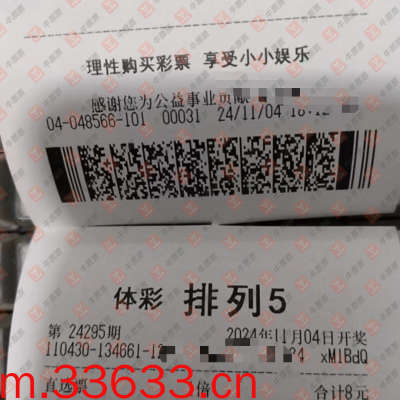 理性购买彩票 享受小小娱乐
感谢您为公益事业贡献
04-048566-101 00031 24/11/04
体彩 排列5
第 24295期 2024年11月04日开奖
110430-134661-12 24 xM1BdQ
m.33633.cn
直选票 倍 合计8元